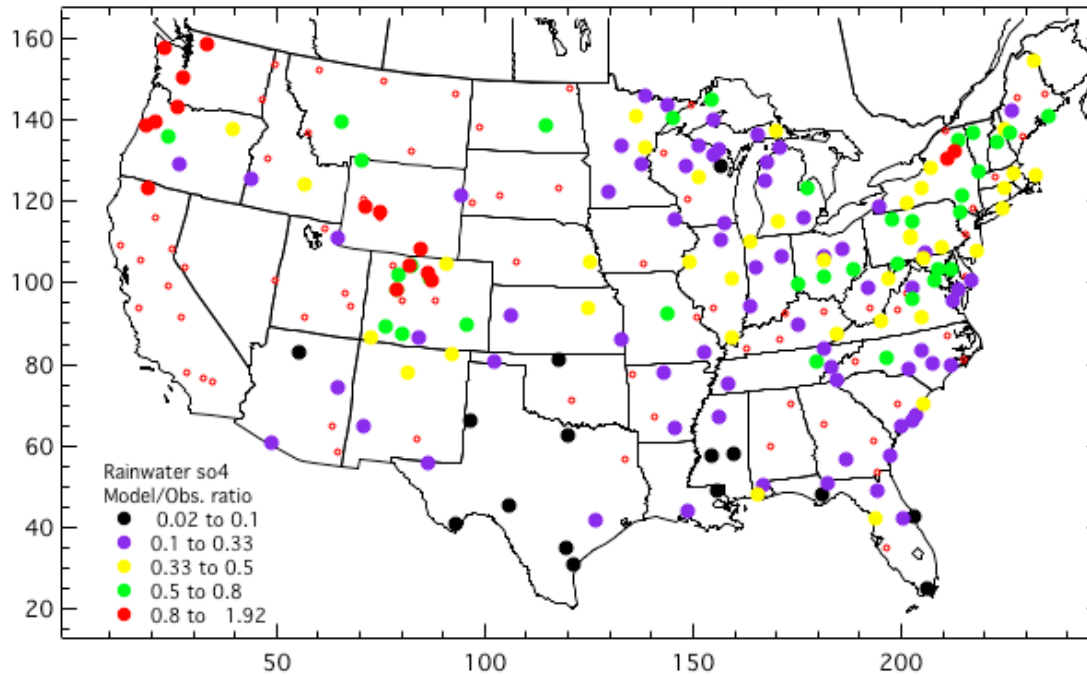 160
140
120
100
80
60
40
20
Rainwater so4
Model/Obs. ratio
0.02 to 0.1
0.1 to 0.33
0.33 to 0.5
0.5 to 0.8
0.8 to 1.92
50
100
150
200